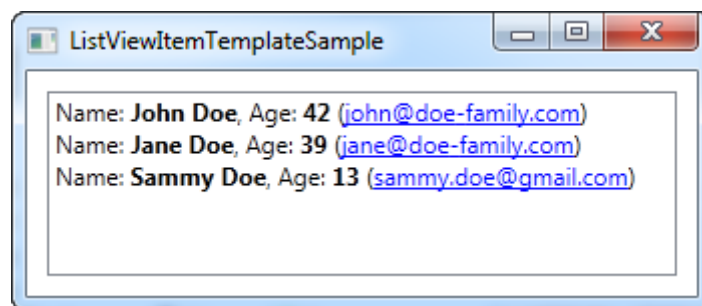 ListViewItemTemplateSample
Name: John Doe, Age: 42 (john@doe-family.com)
Name: Jane Doe, Age: 39 (jane@doe-family.com)
Name: Sammy Doe, Age: 13 (sammy.doe@gmail.com)